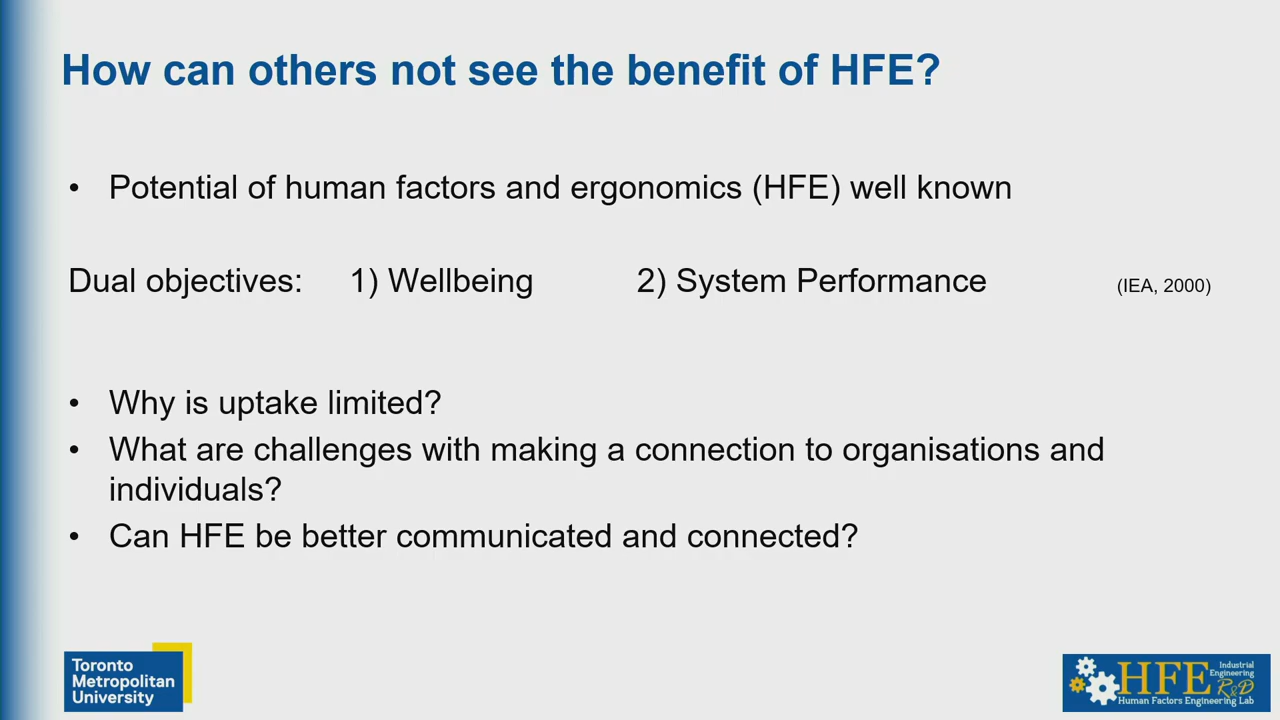 How can others not see the benefit of HFE?
• Potential of human factors and ergonomics (HFE) well known
Dual objectives: 1) Wellbeing 2) System Performance (IEA, 2000)
• Why is uptake limited?
• What are challenges with making a connection to organisations and
individuals?
• Can HFE be better communicated and connected?
Toronto
Metropolitan
University
HFE Industrial
Engineering
R&D
Human Factors Engineering Lab